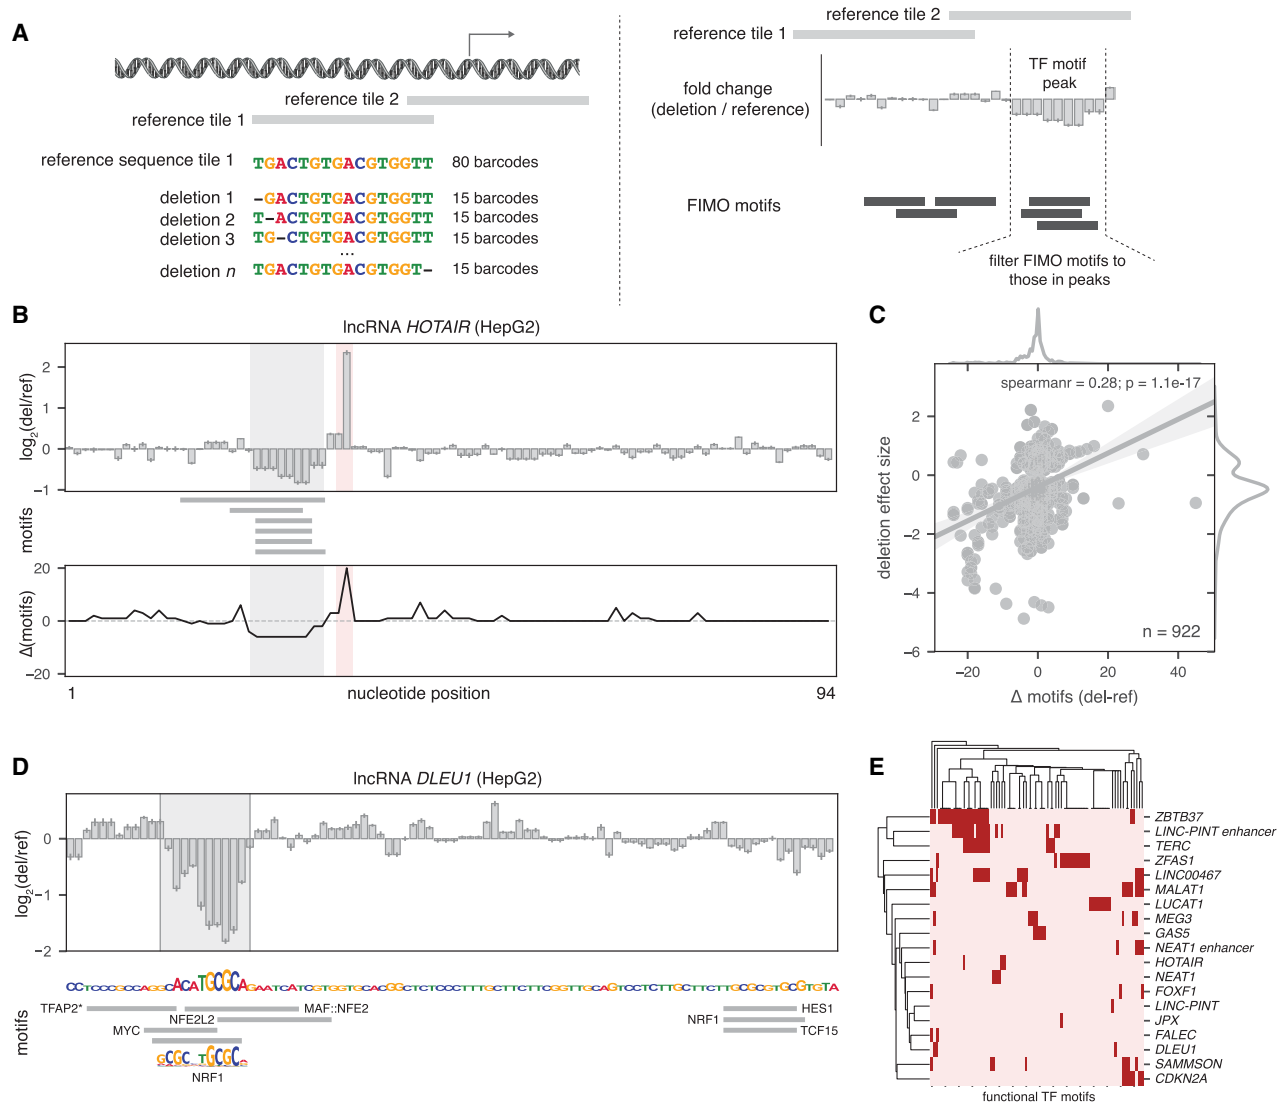 A
reference tile 2
reference tile 1
reference sequence tile 1 TGACTGTGACGTGGTT 80 barcodes
deletion 1 –GACTGTGACGTGGTT 15 barcodes
deletion 2 T–ACTGTGACGTGGTT 15 barcodes
deletion 3 TG–CTGTGACGTGGTT 15 barcodes
...
deletion n TGACTGTGACGTGGT– 15 barcodes
reference tile 2
reference tile 1
fold change
(deletion / reference)
TF motif
peak
FIMO motifs
filter FIMO motifs to
those in peaks
B
lncRNA HOTAIR (HepG2)
log2(del/ref)
2
1
0
−1
motifs
Δ(motifs)
20
0
−20
1 nucleotide position 94
C
spearmanr = 0.28; p = 1.1e-17
deletion effect size
2
0
−2
−4
−6
n = 922
−20 0 20 40
Δ motifs (del-ref)
D
lncRNA DLEU1 (HepG2)
log2(del/ref)
0
−1
−2
CCTCCCGCCAGGCACATGCGCAGAATCATCGTGGTGCACGGCTCTCCCTTTGCTTCTTCGGTTGCAGTCCTCTTGCTTCTTGCGCGTGCGTGTA
motifs
TFAP2*
NFE2L2
MAF::NFE2
MYC
NRF1
NRF1
HES1
TCF15
E
ZBTB37
LINC-PINT enhancer
TERC
ZFAS1
LINC00467
MALAT1
LUCAT1
MEG3
GAS5
NEAT1 enhancer
HOTAIR
NEAT1
FOXF1
LINC-PINT
JPX
FALEC
DLEU1
SAMMSON
CDKN2A
functional TF motifs